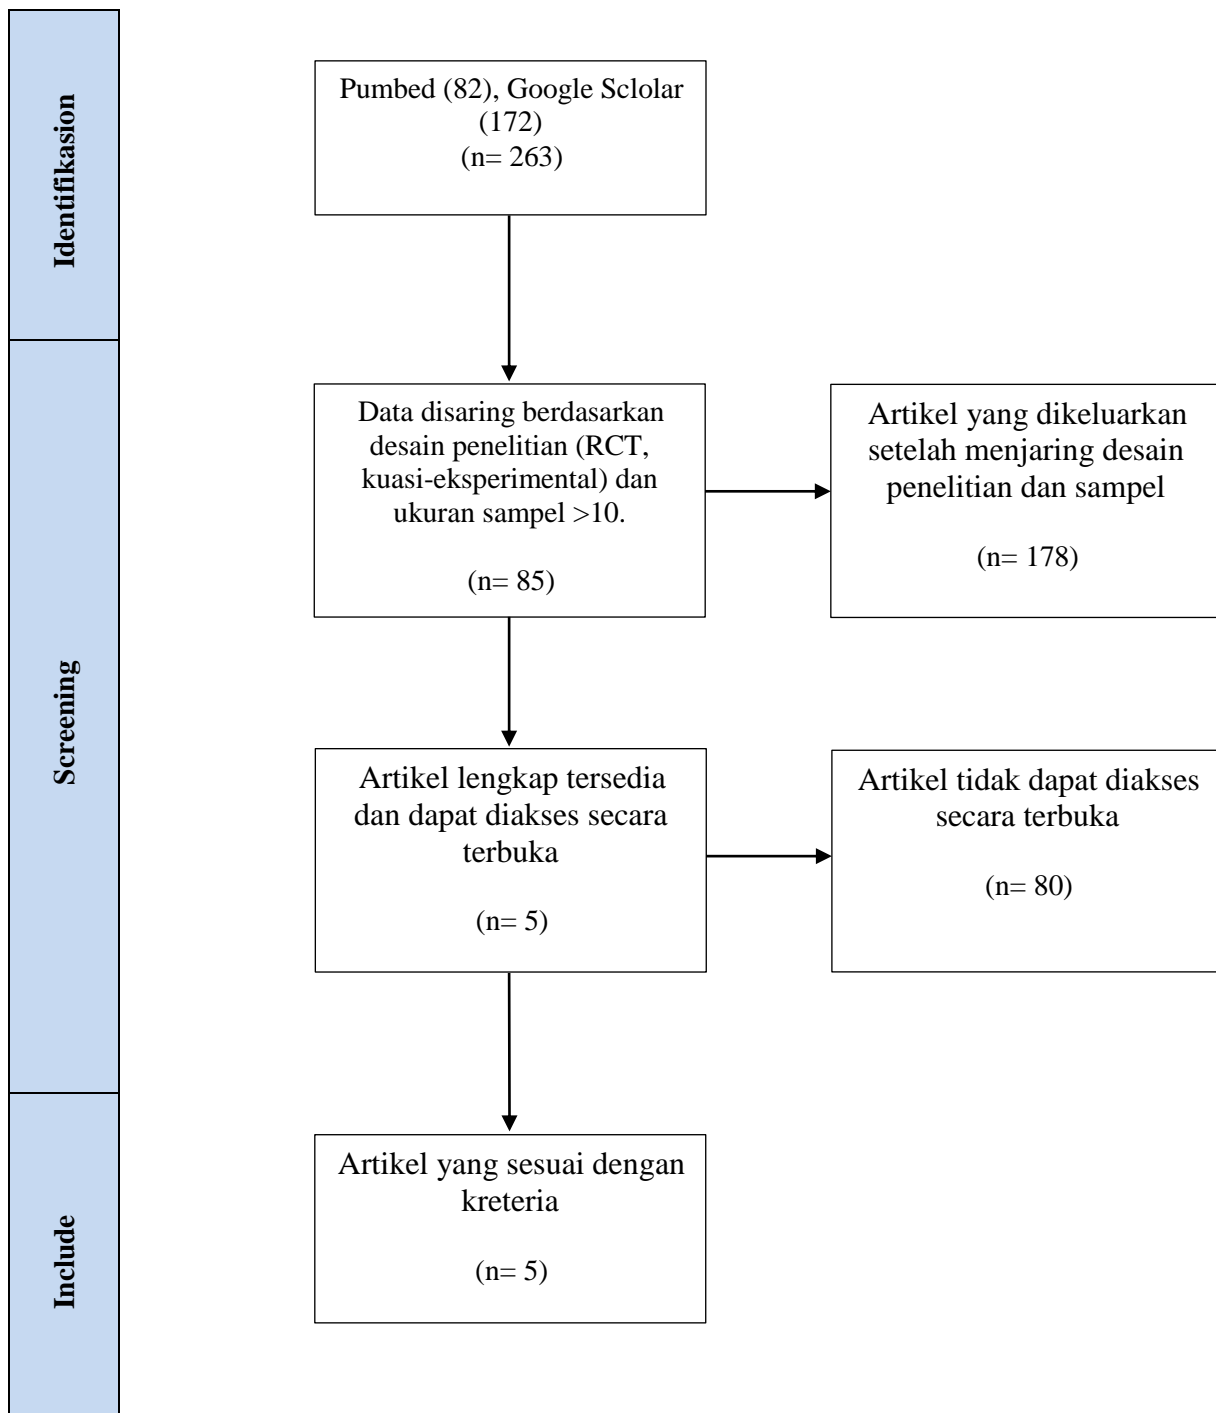 Identifikasion
Pumbed (82), Google Sclolar
(172)
(n= 263)
Screening
Data disaring berdasarkan
desain penelitian (RCT,
kuasi-eksperimental) dan
ukuran sampel >10.
(n= 85)
Artikel yang dikeluarkan
setelah menjaring desain
penelitian dan sampel
(n= 178)
Artikel lengkap tersedia
dan dapat diakses secara
terbuka
(n= 5)
Artikel tidak dapat diakses
secara terbuka
(n= 80)
Include
Artikel yang sesuai dengan
kreteria
(n= 5)